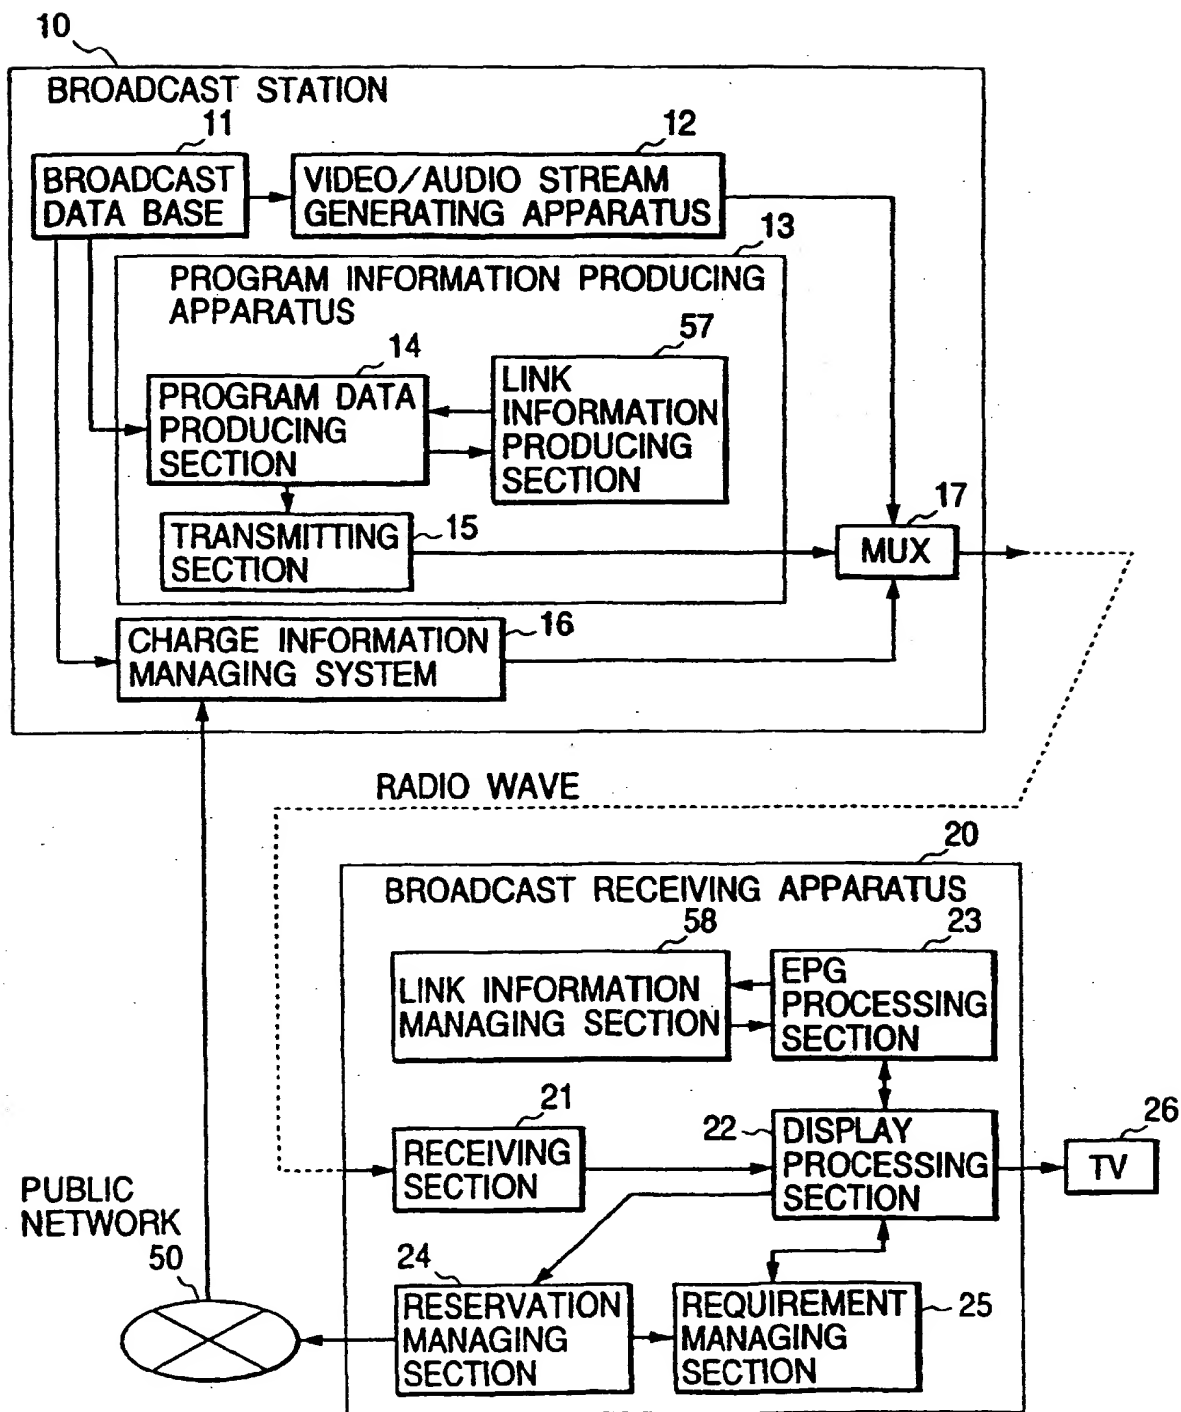 10
BROADCAST STATION
11
12
BROADCAST
DATA BASE
VIDEO/AUDIO STREAM
GENERATING APPARATUS
13
PROGRAM INFORMATION PRODUCING
APPARATUS
14
57
PROGRAM DATA
PRODUCING
SECTION
LINK
INFORMATION
PRODUCING
SECTION
TRANSMITTING
SECTION
15
17
MUX
CHARGE INFORMATION
MANAGING SYSTEM
16
RADIO WAVE
20
BROADCAST RECEIVING APPARATUS
58
23
LINK INFORMATION
MANAGING SECTION
EPG
PROCESSING
SECTION
21
22
RECEIVING
SECTION
DISPLAY
PROCESSING
SECTION
26
TV
PUBLIC
NETWORK
50
24
RESERVATION
MANAGING
SECTION
REQUIREMENT
MANAGING
SECTION
25